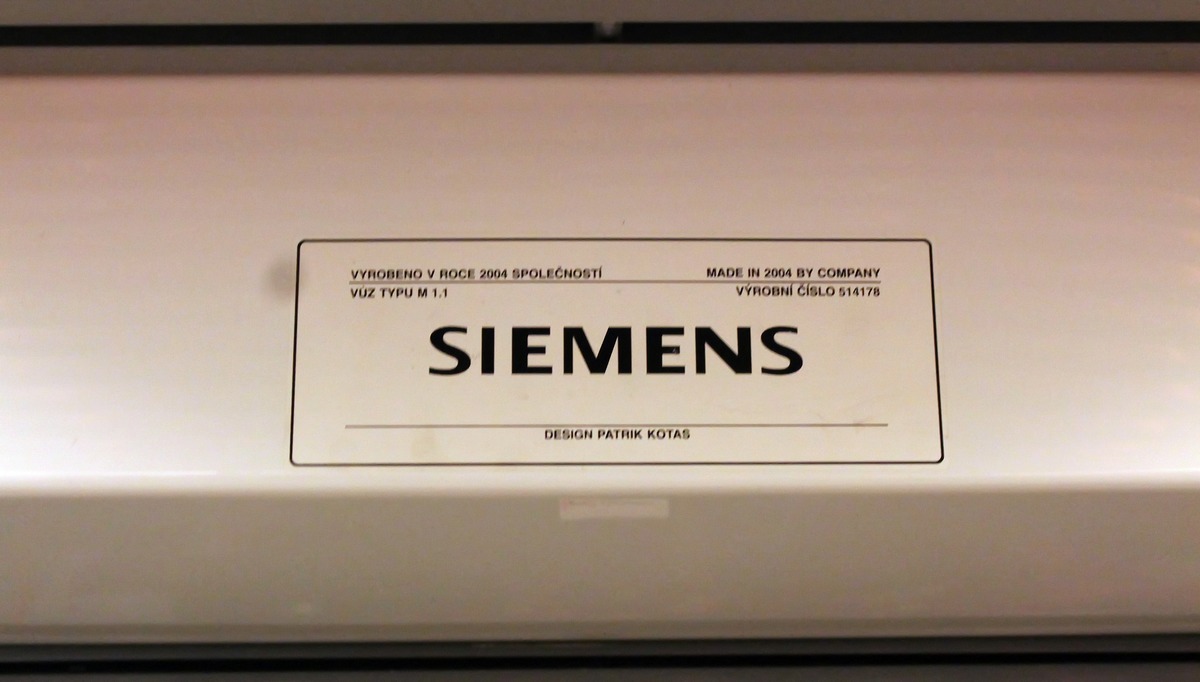 VYROBENO V ROCE 2004 SPOLEČNOSTÍ MADE IN 2004 BY COMPANY
VŮZ TYPU M 1.1 VÝROBNÍ ČÍSLO 514178
SIEMENS
DESIGN PATRIK KOTAS